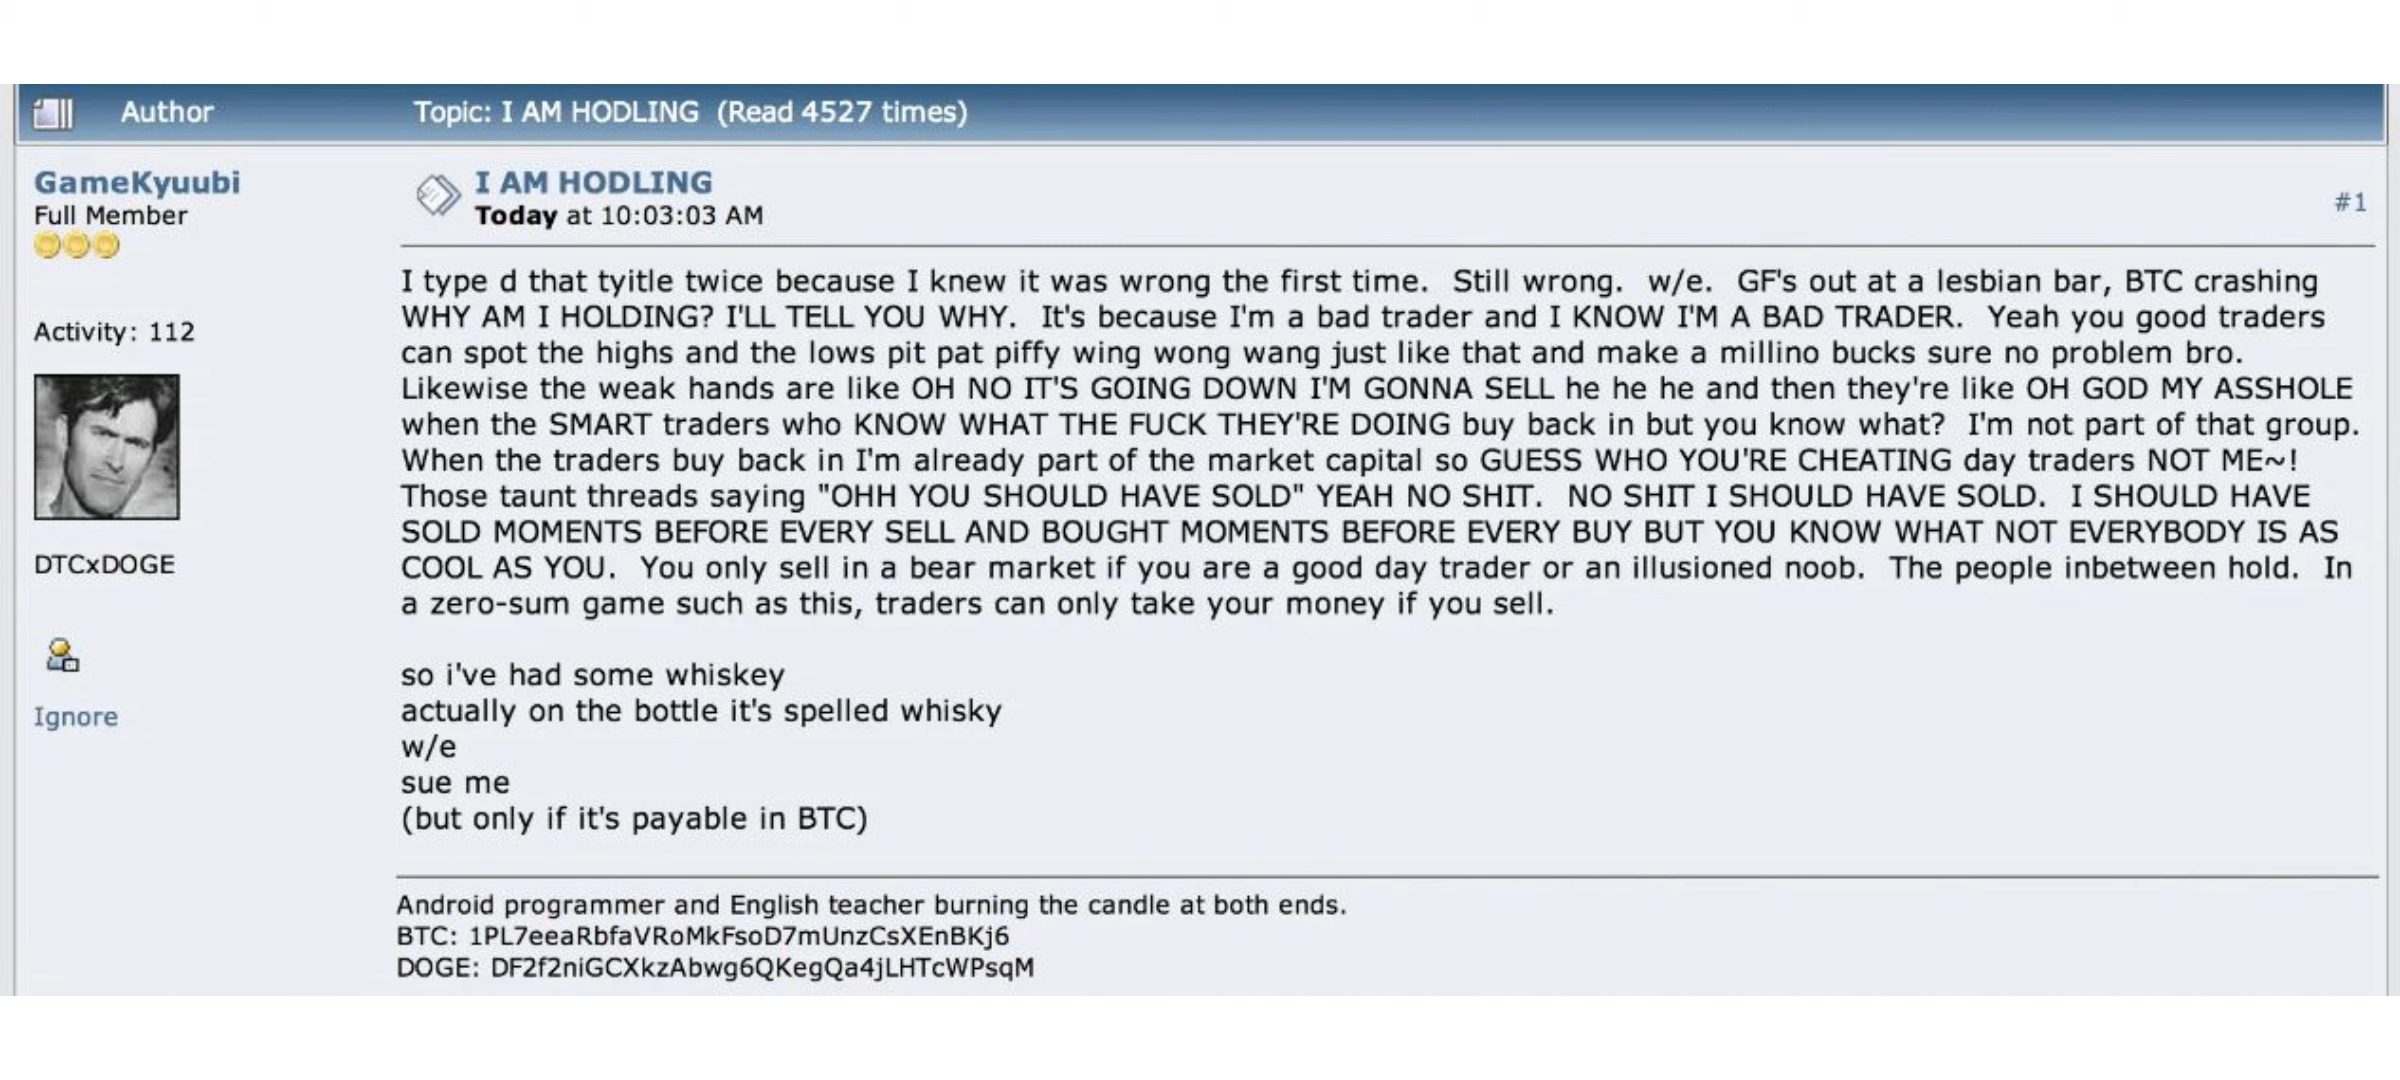 Author
Topic: I AM HODLING (Read 4527 times)
GameKyuubi
Full Member
Activity: 112
DTCxDOGE
Ignore
I AM HODLING
Today at 10:03:03 AM
#1
I type d that tyitle twice because I knew it was wrong the first time.  Still wrong.  w/e.  GF's out at a lesbian bar, BTC crashing
WHY AM I HOLDING? I'LL TELL YOU WHY.  It's because I'm a bad trader and I KNOW I'M A BAD TRADER.  Yeah you good traders
can spot the highs and the lows pit pat piffy wing wong wang just like that and make a millino bucks sure no problem bro.
Likewise the weak hands are like OH NO IT'S GOING DOWN I'M GONNA SELL he he he and then they're like OH GOD MY ASSHOLE
when the SMART traders who KNOW WHAT THE FUCK THEY'RE DOING buy back in but you know what?  I'm not part of that group.
When the traders buy back in I'm already part of the market capital so GUESS WHO YOU'RE CHEATING day traders NOT ME~!
Those taunt threads saying "OHH YOU SHOULD HAVE SOLD" YEAH NO SHIT.  NO SHIT I SHOULD HAVE SOLD.  I SHOULD HAVE
SOLD MOMENTS BEFORE EVERY SELL AND BOUGHT MOMENTS BEFORE EVERY BUY BUT YOU KNOW WHAT NOT EVERYBODY IS AS
COOL AS YOU.  You only sell in a bear market if you are a good day trader or an illusioned noob.  The people inbetween hold.  In
a zero-sum game such as this, traders can only take your money if you sell.
so i've had some whiskey
actually on the bottle it's spelled whisky
w/e
sue me
(but only if it's payable in BTC)
Android programmer and English teacher burning the candle at both ends.
BTC: 1PL7eeaRbfaVRoMkFsoD7mUnzCsXEnBKj6
DOGE: DF2f2niGCXkzAbwg6QKegQa4jLHTcWPsqM